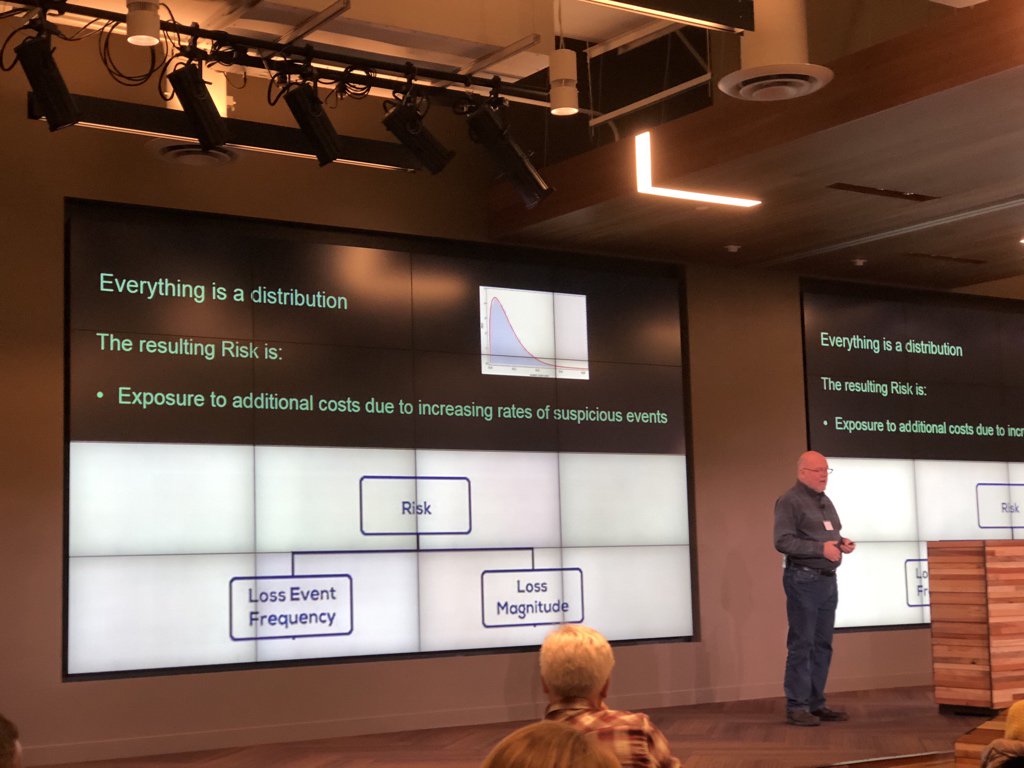 Everything is a distribution
The resulting Risk is:
• Exposure to additional costs due to increasing rates of suspicious events
Risk
Loss Event
Frequency
Loss
Magnitude
Everything is a distribution
The resulting Risk is:
• Exposure to additional costs due to incr
Risk
Lo
Fr